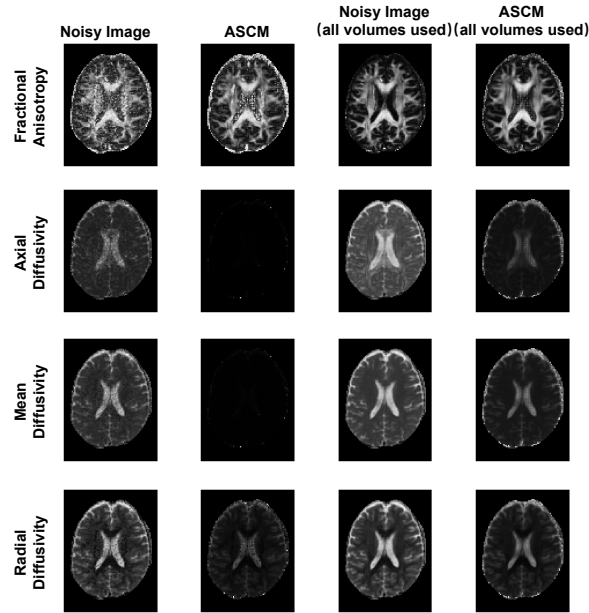 Noisy Image
ASCM
Noisy Image
(all volumes used)
ASCM
(all volumes used)
Fractional
Anisotropy
Axial
Diffusivity
Mean
Diffusivity
Radial
Diffusivity